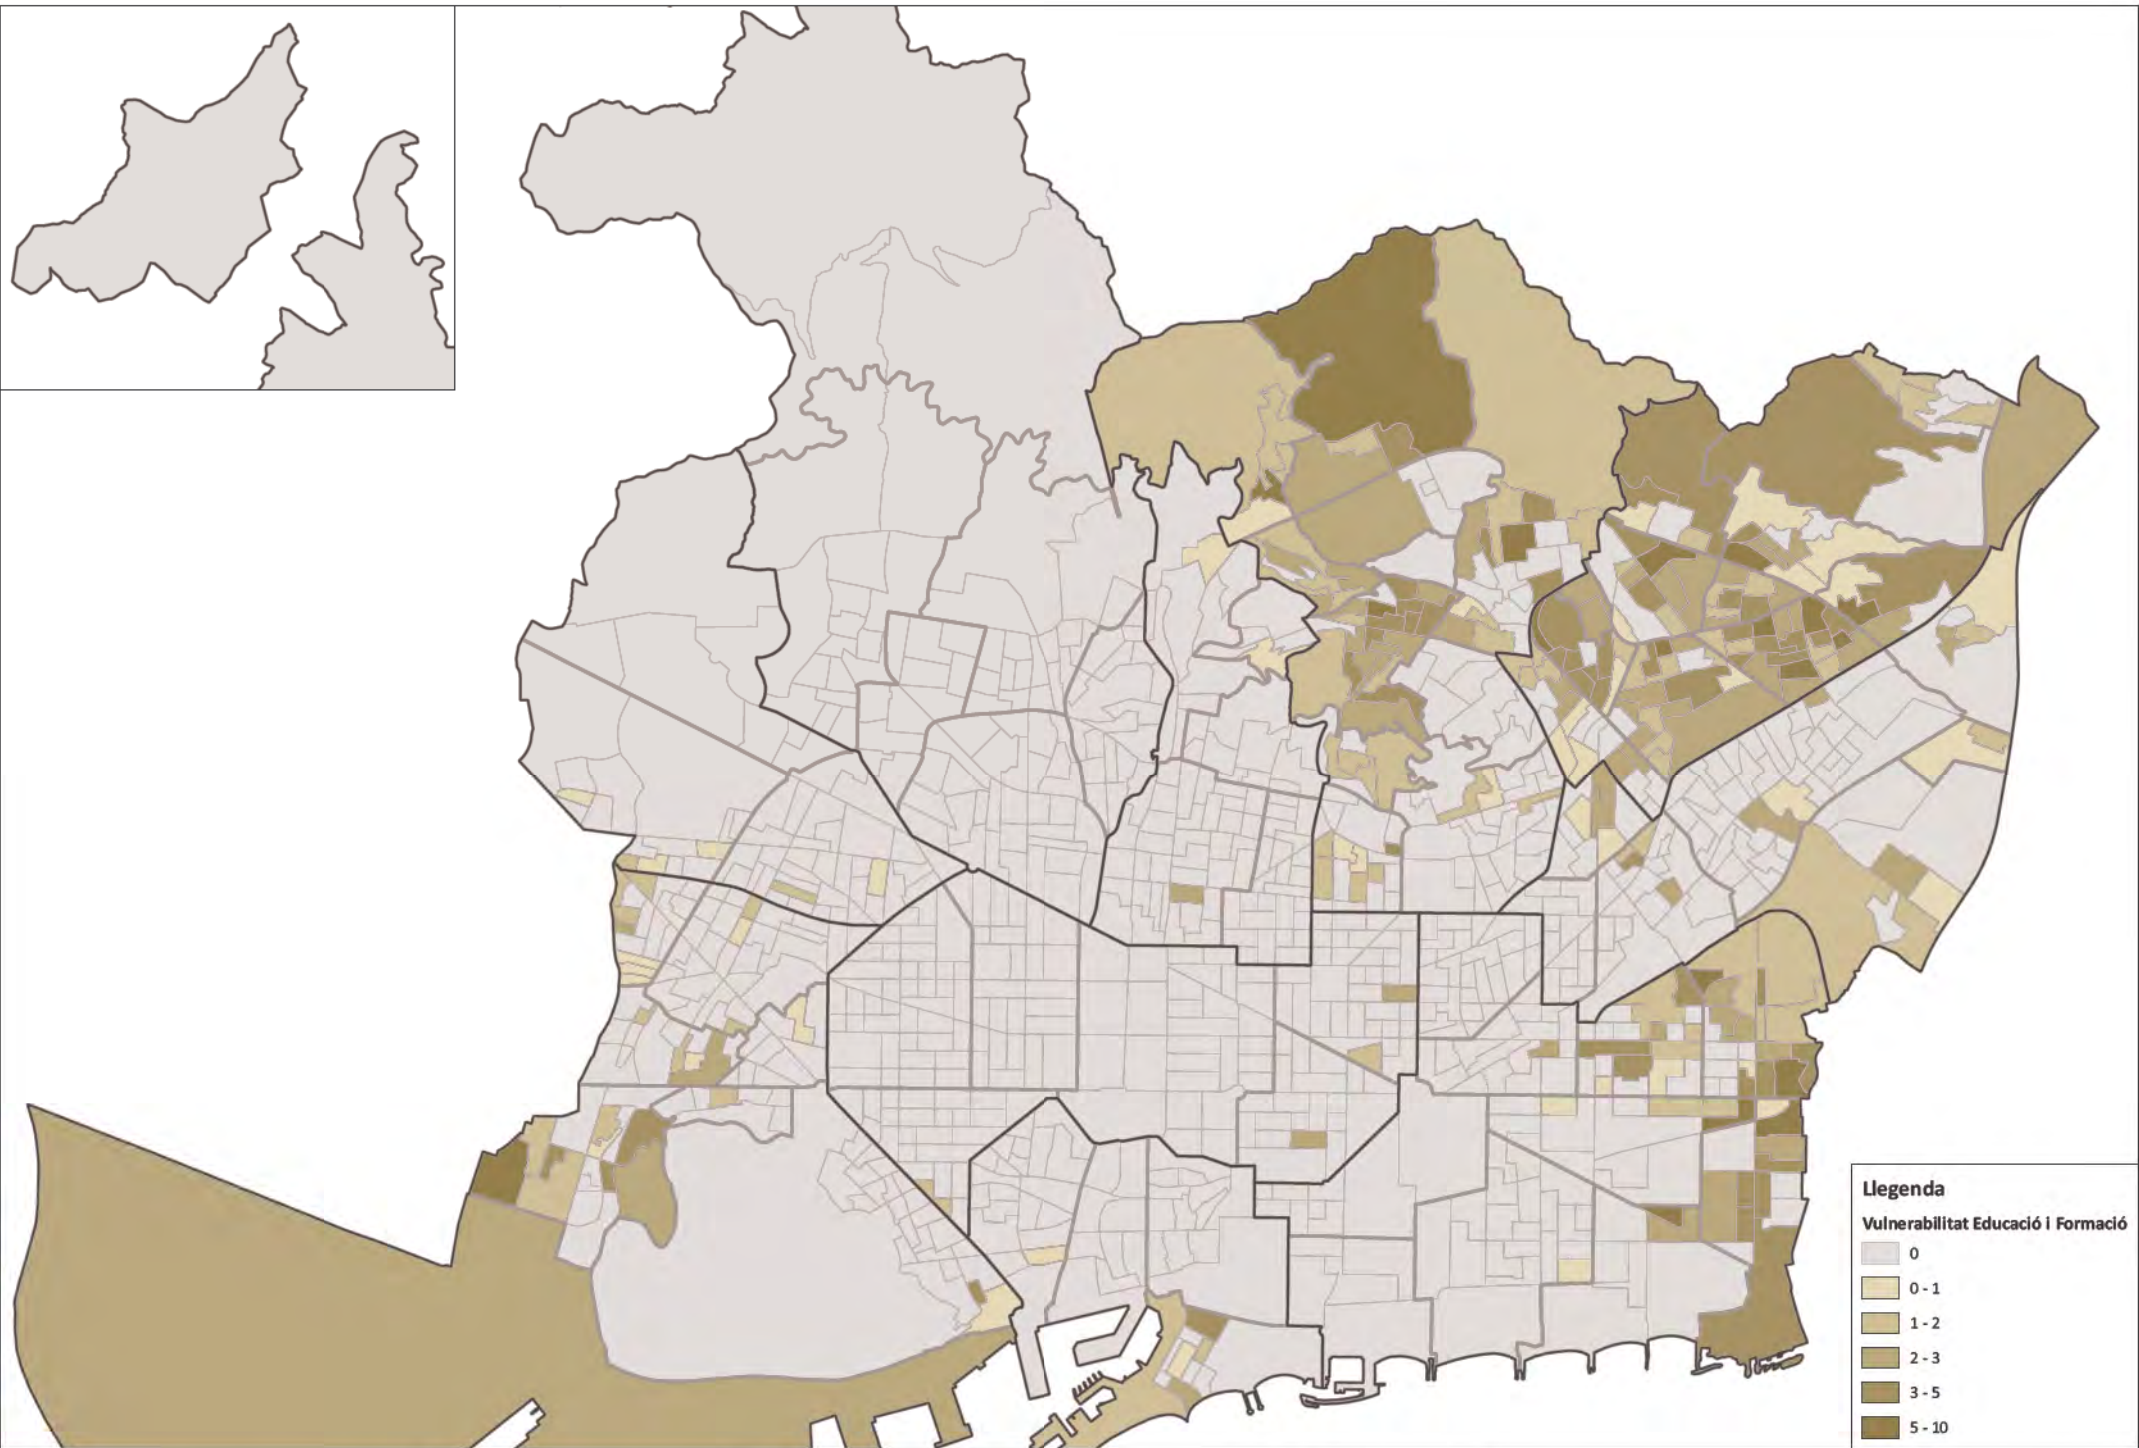 Llegenda
Vulnerabilitat Educació i Formació
0
0 - 1
1 - 2
2 - 3
3 - 5
5 - 10